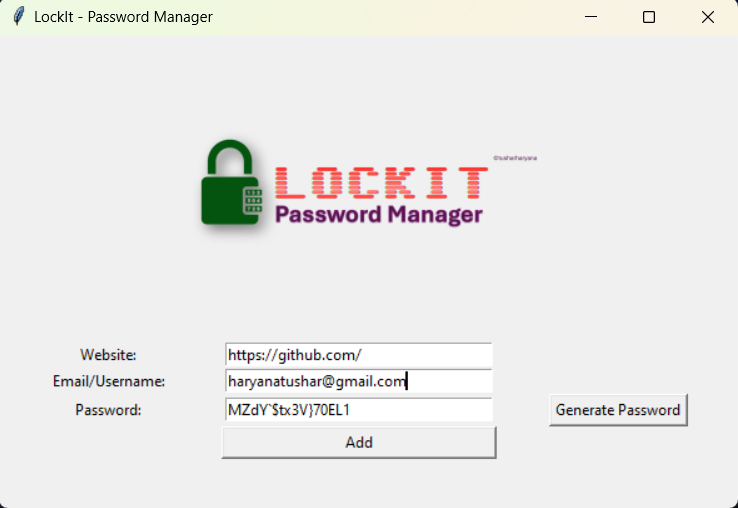 LockIt - Password Manager
©tusharharyana
LOCKIT
Password Manager
Website: https://github.com/
Email/Username: haryanatushar@gmail.com
Password: MZdY`$tx3V}70EL1 Generate Password
Add